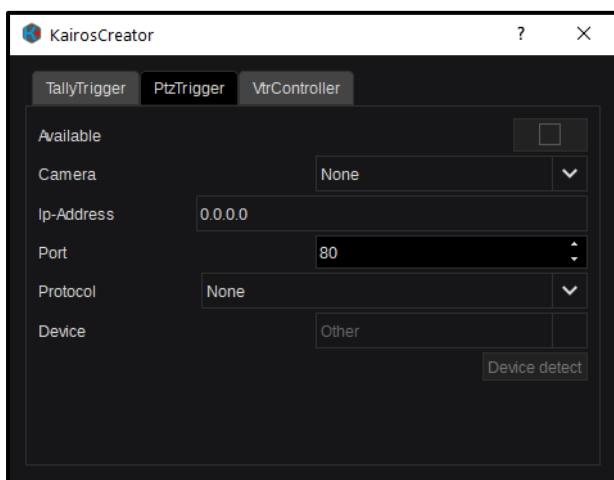 KairosCreator ?
TallyTrigger PtzTrigger VtrController
Available
Camera None
Ip-Address 0.0.0.0
Port 80
Protocol None
Device Other
Device detect